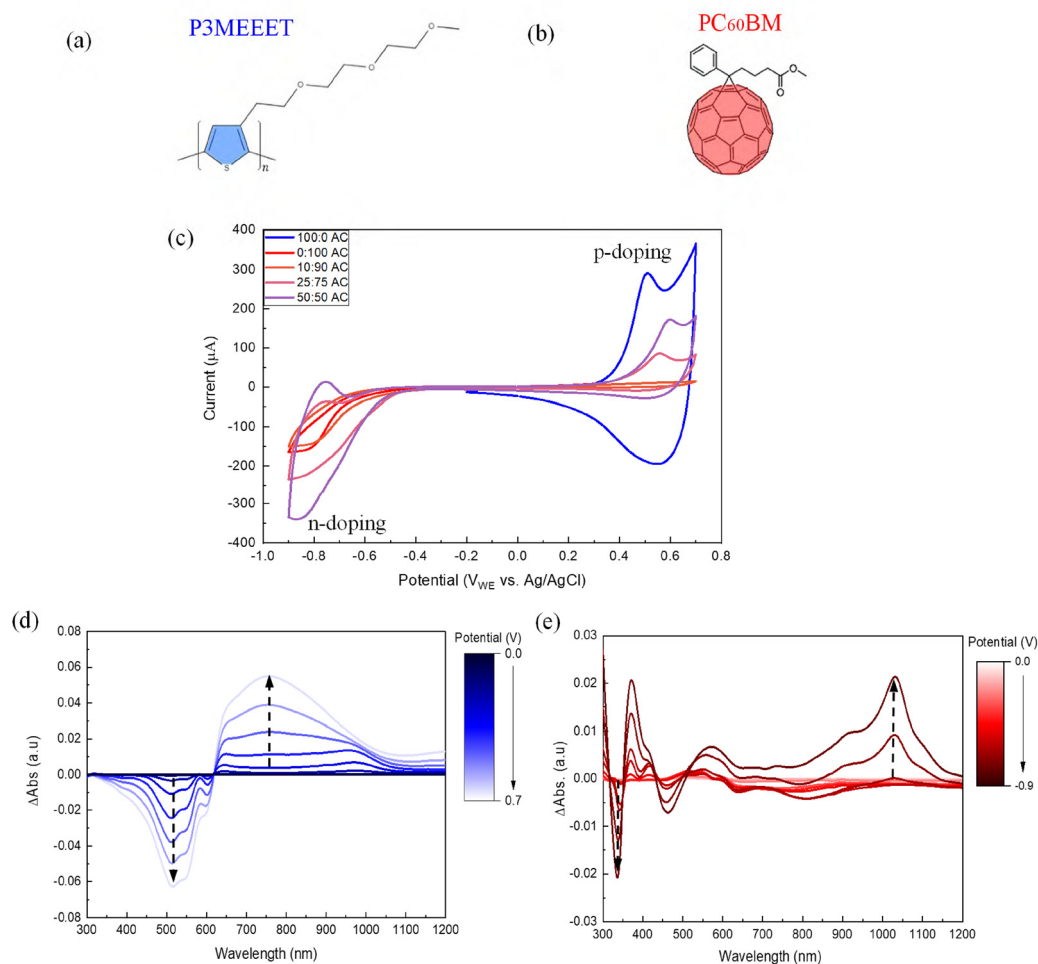 (a)
P3MEEET
O
O
O
S
n
(b)
PC60BM
O
O
(c)
100:0 AC
0:100 AC
10:90 AC
25:75 AC
50:50 AC
p-doping
n-doping
400
300
200
100
0
-100
-200
-300
-400
Current (μA)
-1.0 -0.8 -0.6 -0.4 -0.2 0.0 0.2 0.4 0.6 0.8
Potential (VWE vs. Ag/AgCl)
(d)
0.08
0.06
0.04
0.02
0.00
-0.02
-0.04
-0.06
-0.08
ΔAbs (a.u)
300 400 500 600 700 800 900 1000 1100 1200
Wavelength (nm)
Potential (V)
0.0
0.7
(e)
0.03
0.02
0.01
0.00
-0.01
-0.02
-0.03
ΔAbs. (a.u)
300 400 500 600 700 800 900 1000 1100 1200
Wavelength (nm)
Potential (V)
0.0
-0.9